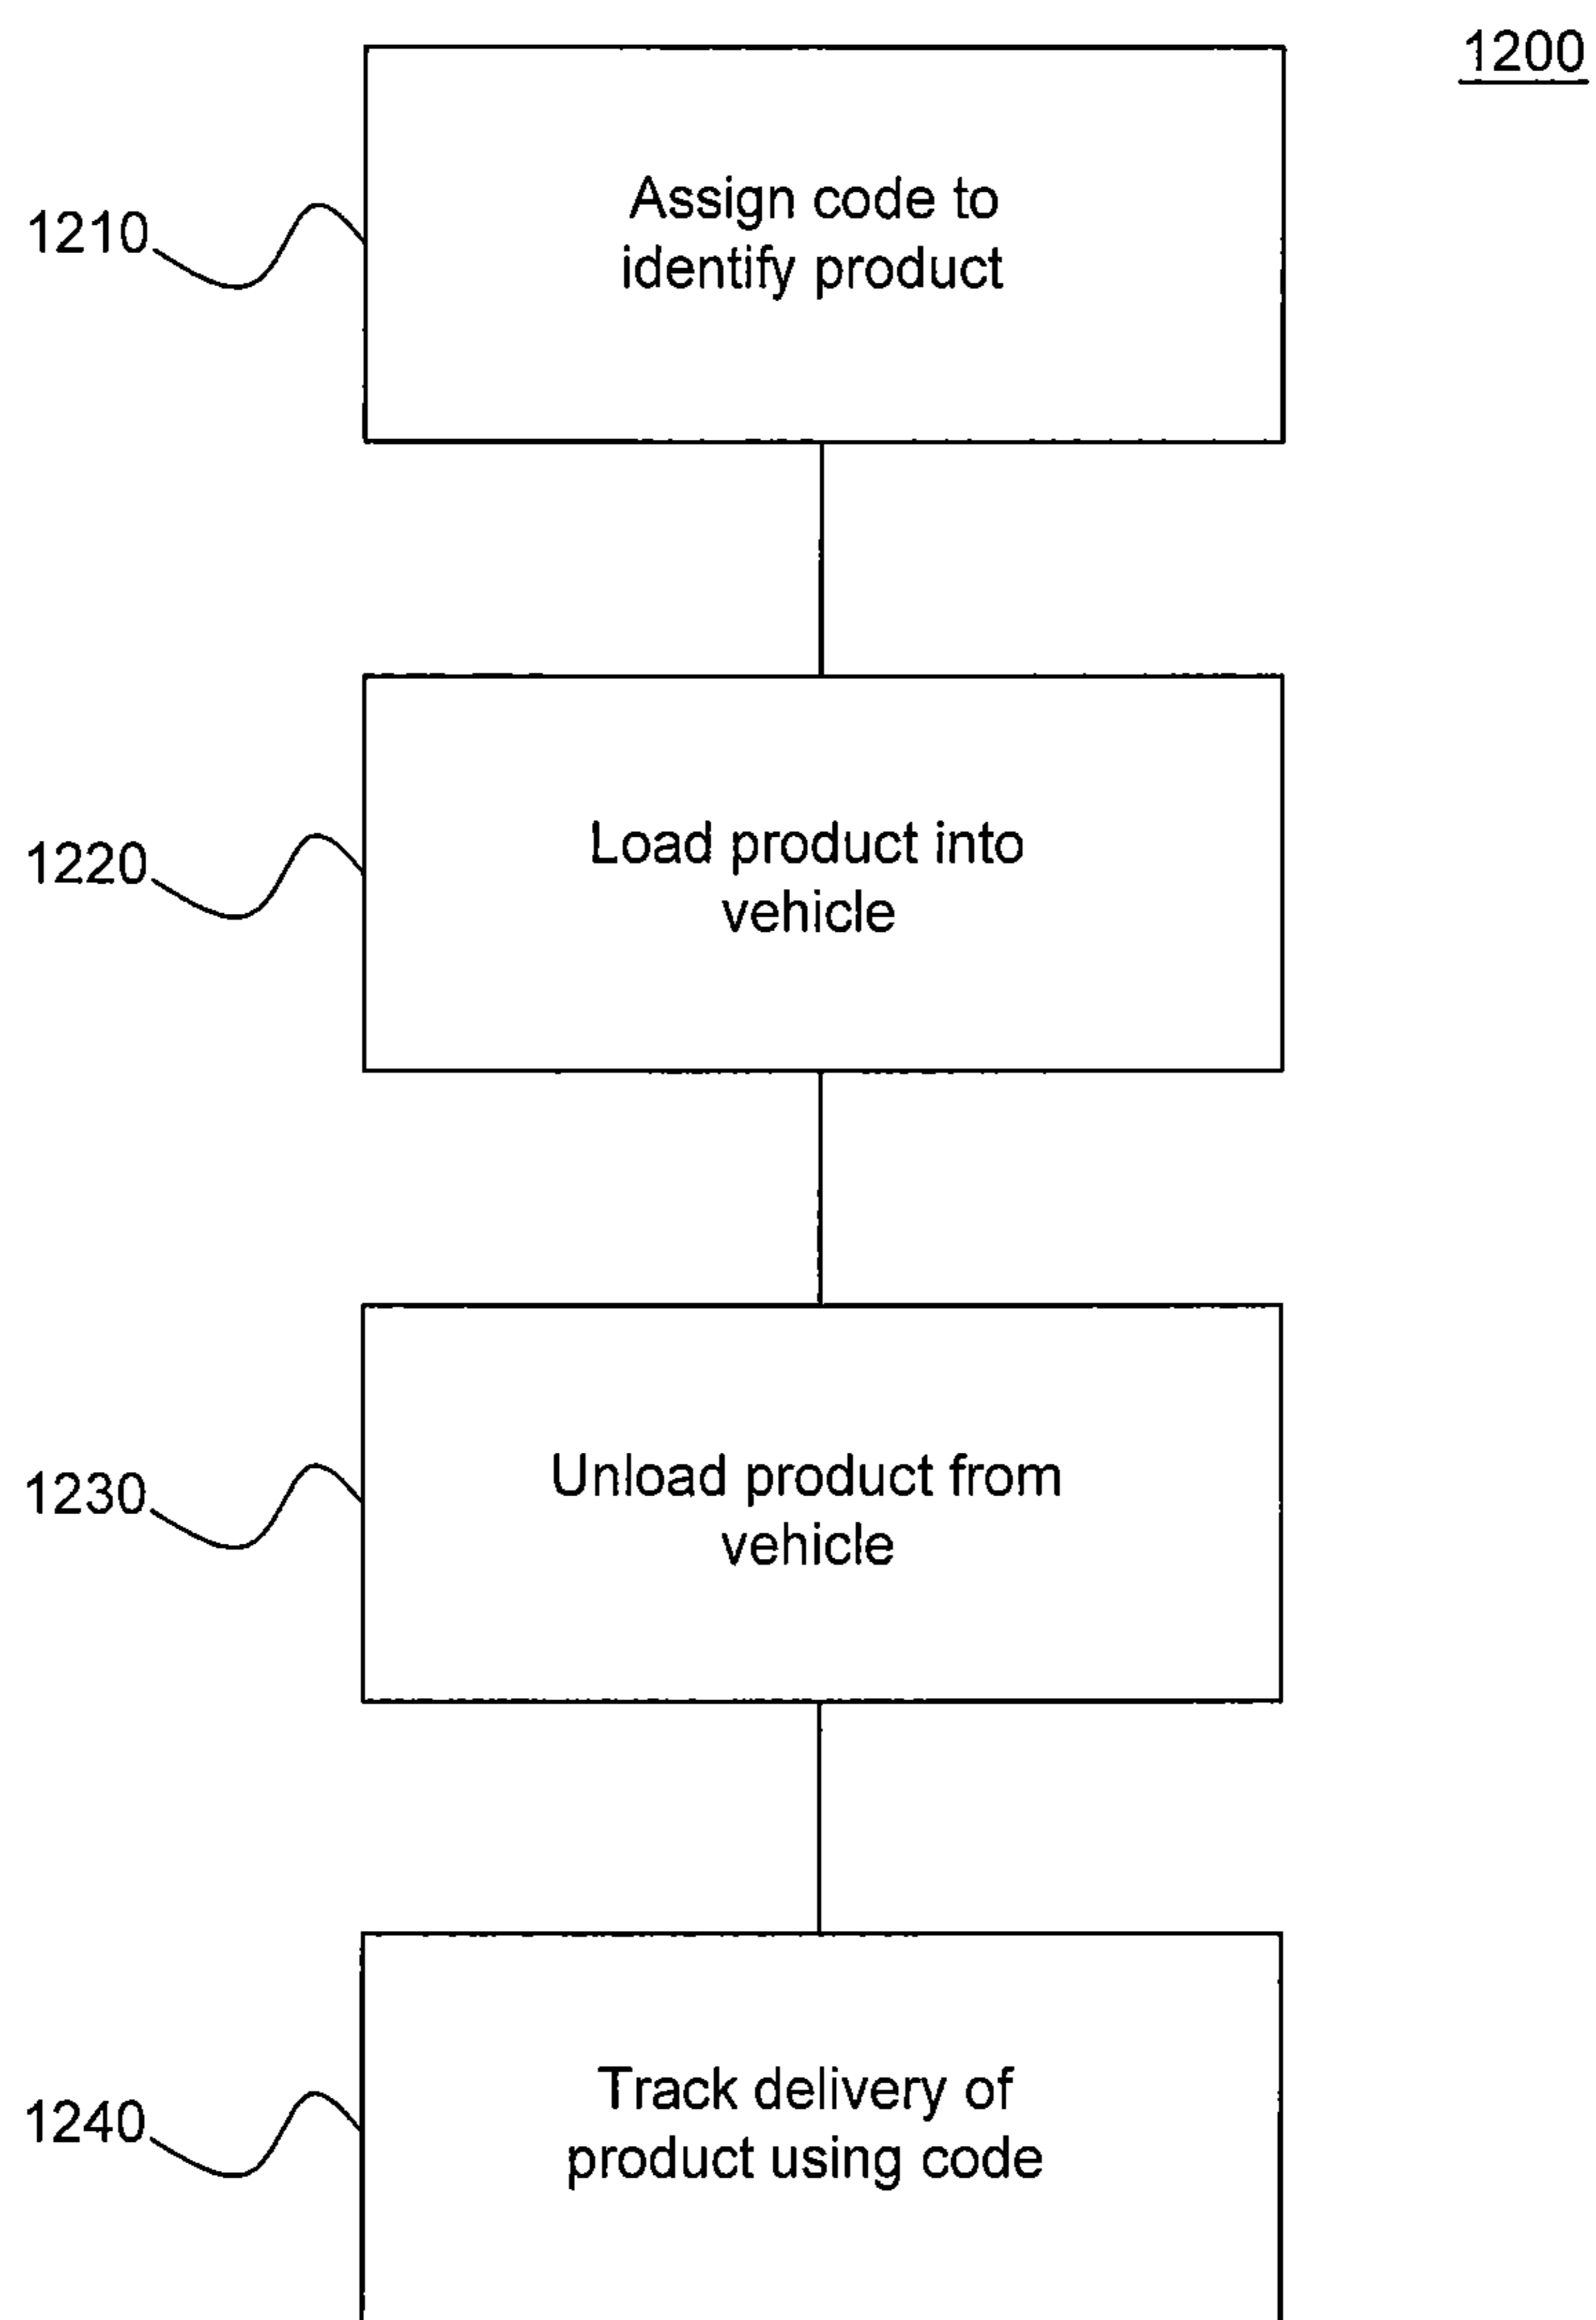 1200
1210
Assign code to
identify product
1220
Load product into
vehicle
1230
Unload product from
vehicle
1240
Track delivery of
product using code